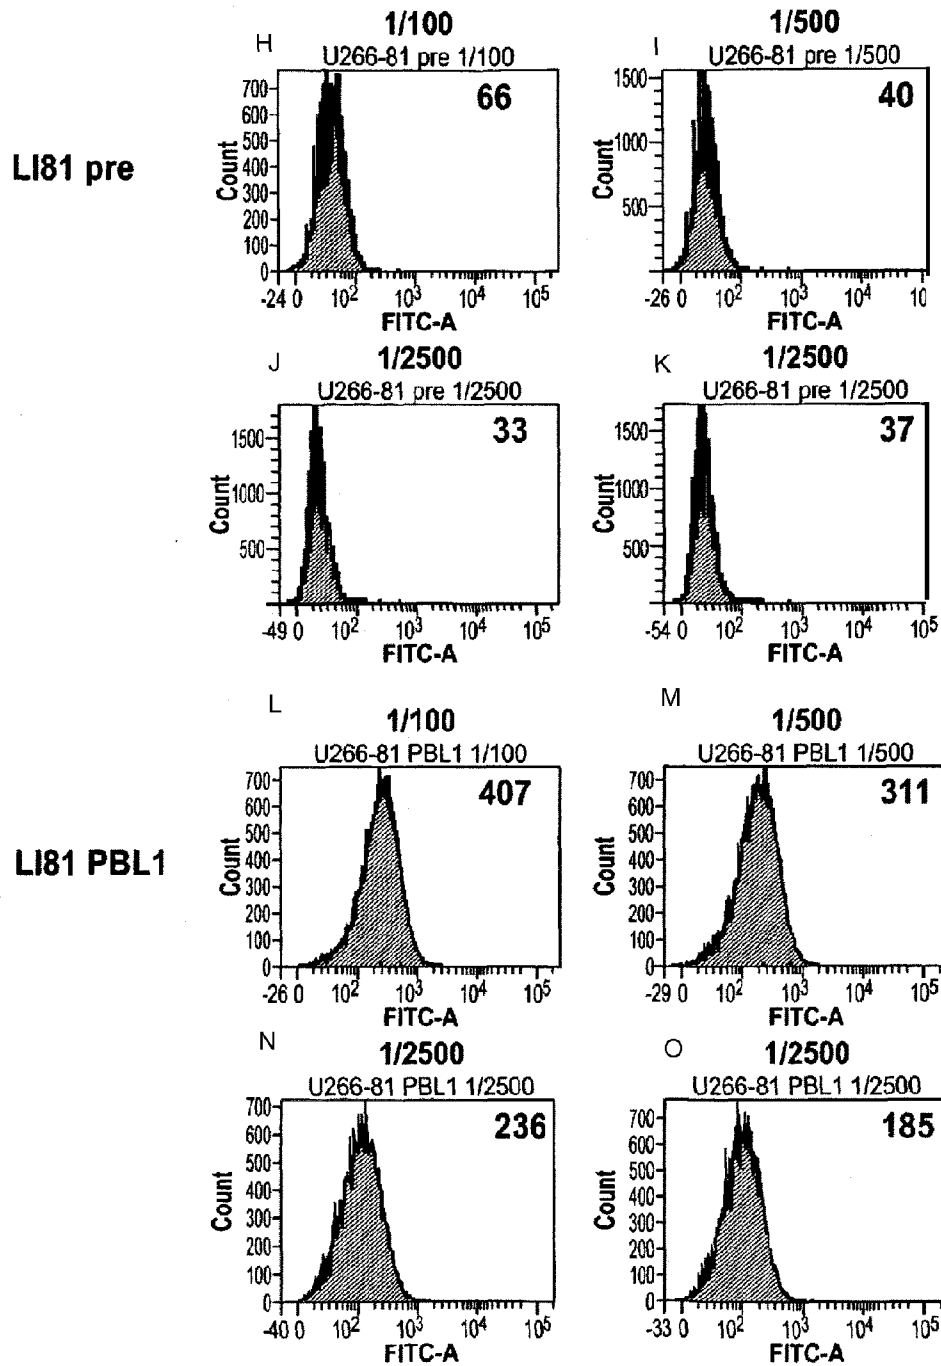 LI81 pre
H
1/100
U266-81 pre 1/100
66
700
600
500
400
300
200
100
0
Count
-24 0 10² 10³ 10⁴ 10⁵
FITC-A
I
1/500
U266-81 pre 1/500
40
1500
1000
500
Count
-26 0 10² 10³ 10⁴ 10
FITC-A
J
1/2500
U266-81 pre 1/2500
33
1500
1000
500
Count
-49 0 10² 10³ 10⁴ 10⁵
FITC-A
K
1/2500
U266-81 pre 1/2500
37
1500
1000
500
Count
-54 0 10² 10³ 10⁴ 10⁵
FITC-A
LI81 PBL1
L
1/100
U266-81 PBL1 1/100
407
700
600
500
400
300
200
100
0
Count
-26 0 10² 10³ 10⁴ 10⁵
FITC-A
M
1/500
U266-81 PBL1 1/500
311
700
600
500
400
300
200
100
0
Count
-29 0 10² 10³ 10⁴ 10⁵
FITC-A
N
1/2500
U266-81 PBL1 1/2500
236
700
600
500
400
300
200
100
0
Count
-40 0 10² 10³ 10⁴ 10⁵
FITC-A
O
1/2500
U266-81 PBL1 1/2500
185
700
600
500
400
300
200
100
0
Count
-33 0 10² 10³ 10⁴ 10⁵
FITC-A